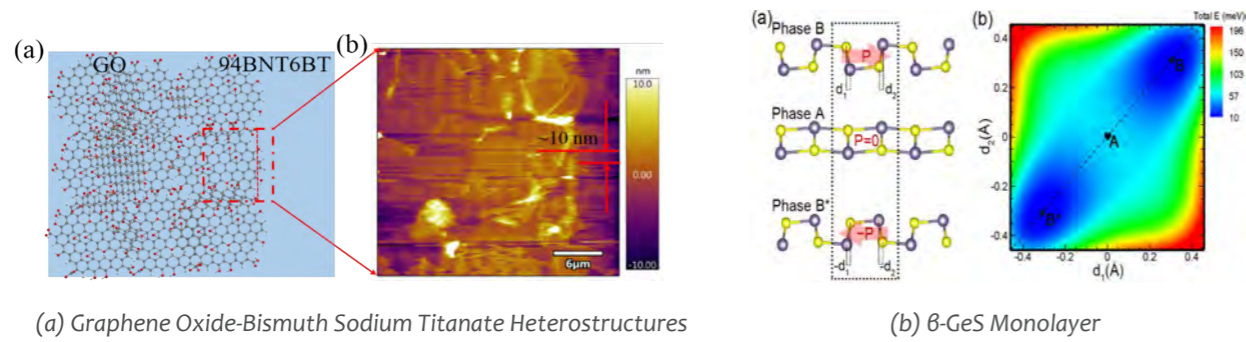 (a)
GO
94BNT6BT
(b)
nm
10.0
0.00
-10.00
~10 nm
6μm
(a)
Phase B
P
d₁
d₂
Phase A
P=0
Phase B*
-P
-d₁
-d₂
(b)
Total E (meV)
196
150
103
57
10
d₂(Å)
0.4
0.2
0
-0.2
-0.4
B
A
B*
-0.4
-0.2
0
0.2
0.4
d₁(Å)
(a) Graphene Oxide-Bismuth Sodium Titanate Heterostructures
(b) β-GeS Monolayer